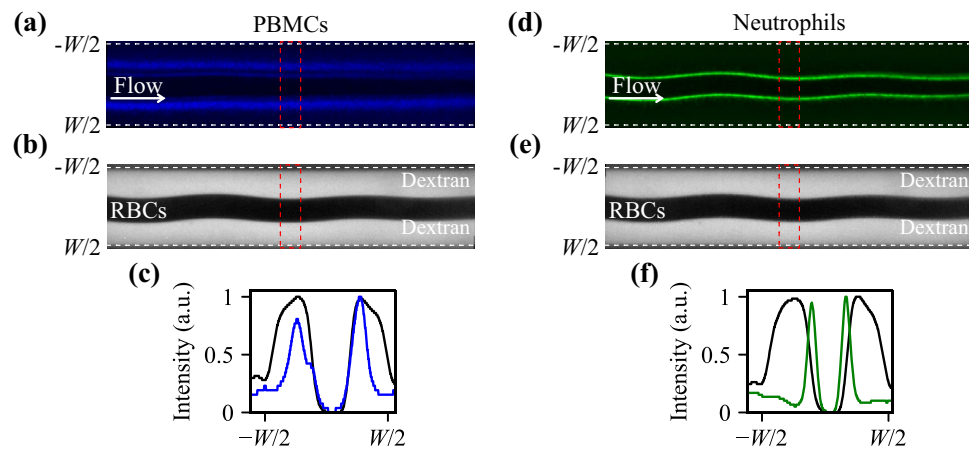 (a) PBMCs
-W/2
Flow
W/2
(b)
-W/2
Dextran
RBCs
Dextran
W/2
(c)
Intensity (a.u.)
1
0.5
0
−W/2 W/2
(d) Neutrophils
-W/2
Flow
W/2
(e)
-W/2
Dextran
RBCs
Dextran
W/2
(f)
Intensity (a.u.)
1
0.5
0
−W/2 W/2